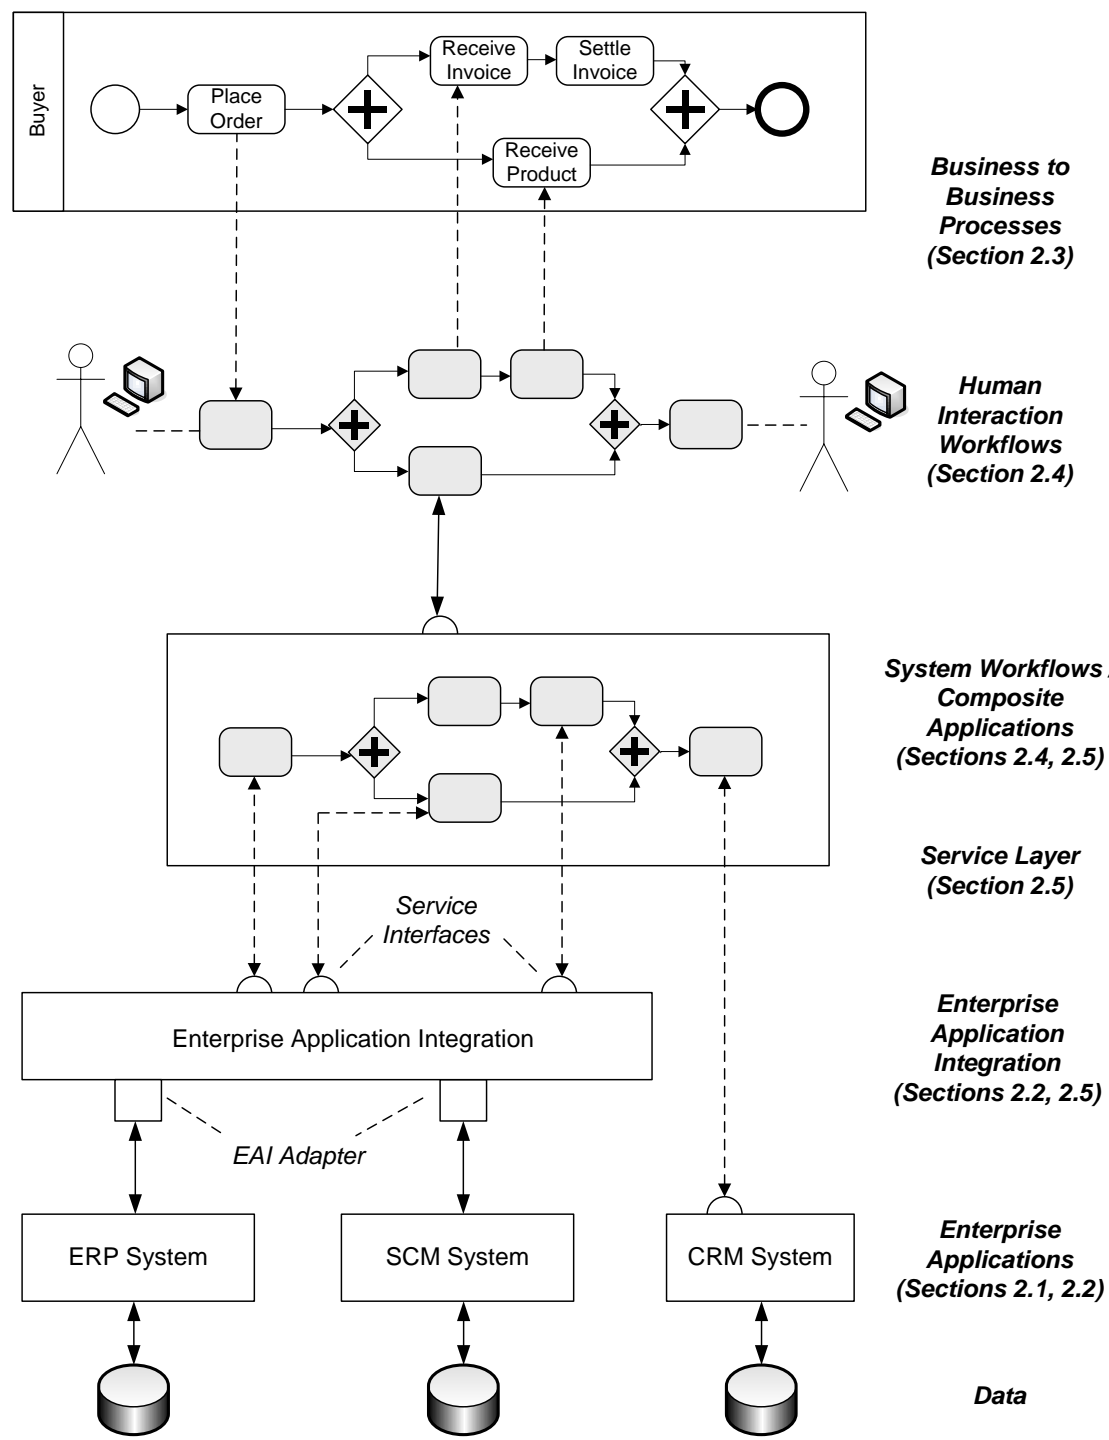 Buyer
Place
Order
Receive
Invoice
Settle
Invoice
Receive
Product
Business to
Business
Processes
(Section 2.3)
Human
Interaction
Workflows
(Section 2.4)
System Workflows /
Composite
Applications
(Sections 2.4, 2.5)
Service Layer
(Section 2.5)
Service
Interfaces
Enterprise Application Integration
Enterprise
Application
Integration
(Sections 2.2, 2.5)
EAI Adapter
ERP System
SCM System
CRM System
Enterprise
Applications
(Sections 2.1, 2.2)
Data